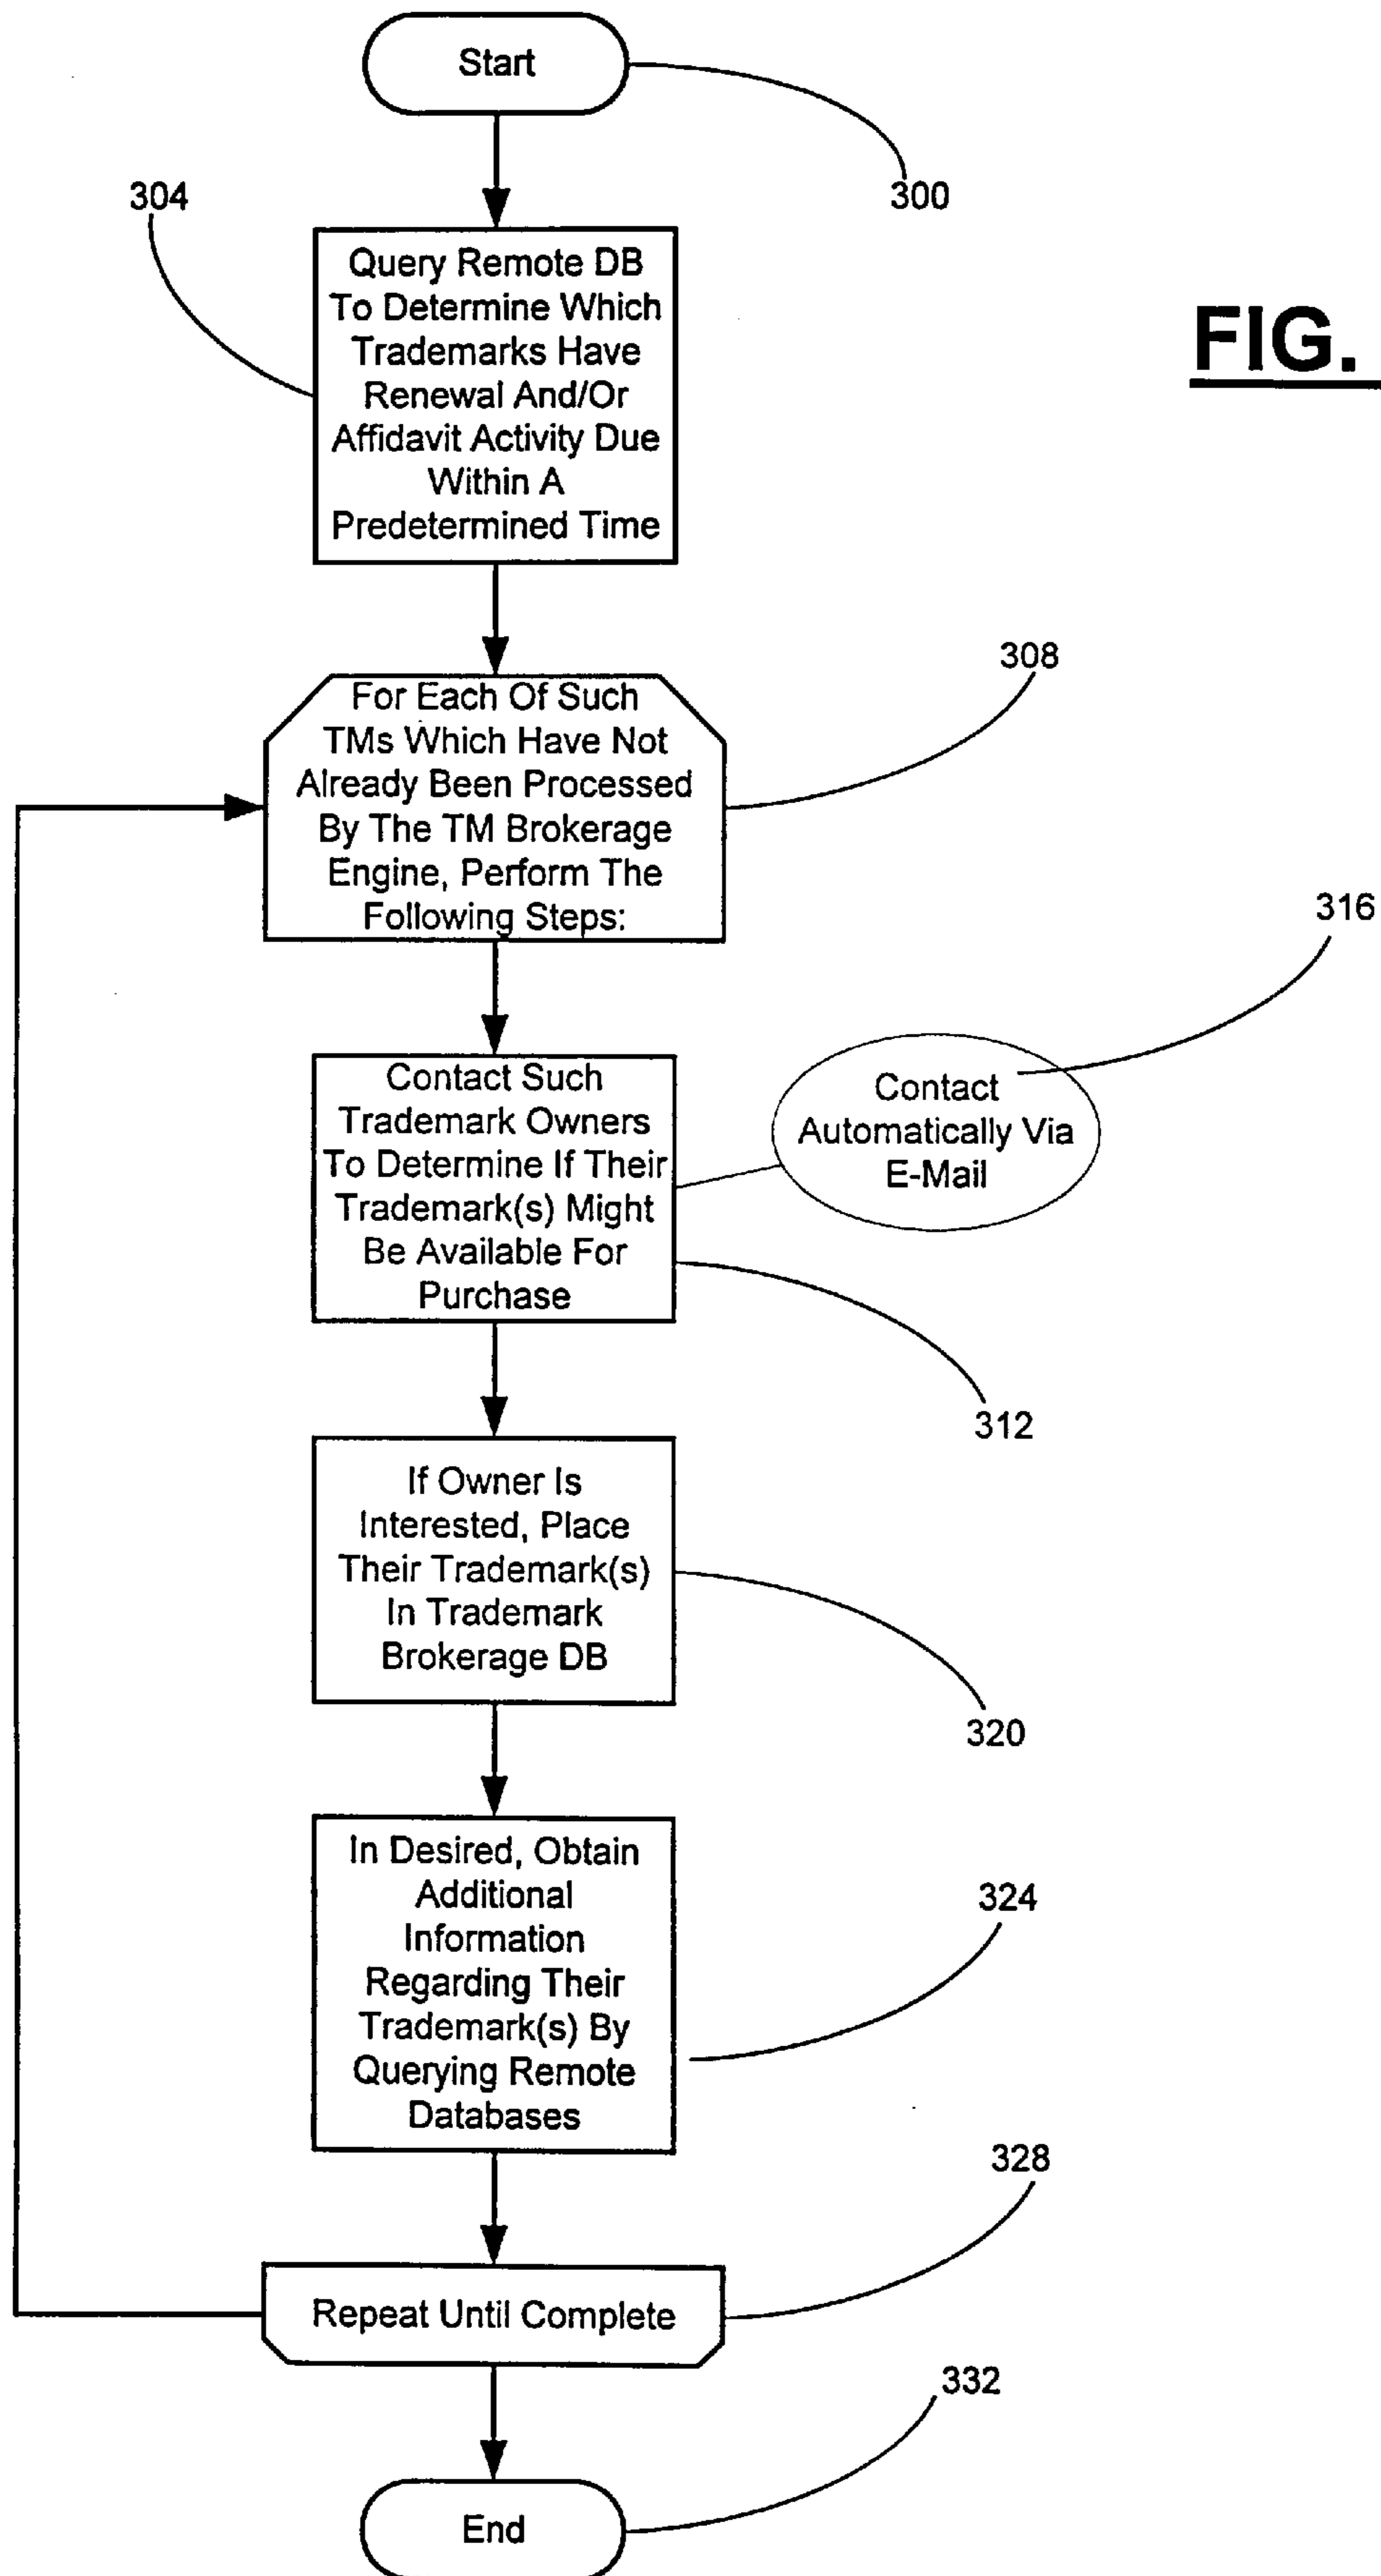 Start
300
304
Query Remote DB
To Determine Which
Trademarks Have
Renewal And/Or
Affidavit Activity Due
Within A
Predetermined Time
FIG.
308
For Each Of Such
TMs Which Have Not
Already Been Processed
By The TM Brokerage
Engine, Perform The
Following Steps:
316
Contact Such
Trademark Owners
To Determine If Their
Trademark(s) Might
Be Available For
Purchase
Contact
Automatically Via
E-Mail
312
If Owner Is
Interested, Place
Their Trademark(s)
In Trademark
Brokerage DB
320
In Desired, Obtain
Additional
Information
Regarding Their
Trademark(s) By
Querying Remote
Databases
324
328
Repeat Until Complete
332
End